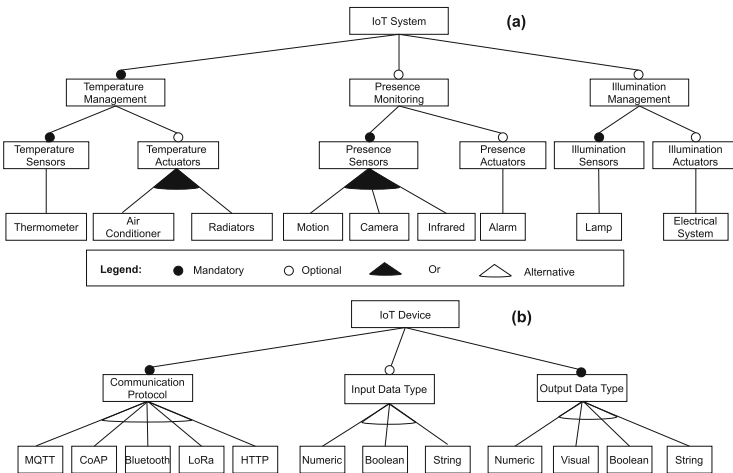 IoT System
(a)
Temperature
Management
Presence
Monitoring
Illumination
Management
Temperature
Sensors
Temperature
Actuators
Presence
Sensors
Presence
Actuators
Illumination
Sensors
Illumination
Actuators
Thermometer
Air
Conditioner
Radiators
Motion
Camera
Infrared
Alarm
Lamp
Electrical
System
Legend: Mandatory Optional Or Alternative
IoT Device
(b)
Communication
Protocol
Input Data Type
Output Data Type
MQTT
CoAP
Bluetooth
LoRa
HTTP
Numeric
Boolean
String
Numeric
Visual
Boolean
String